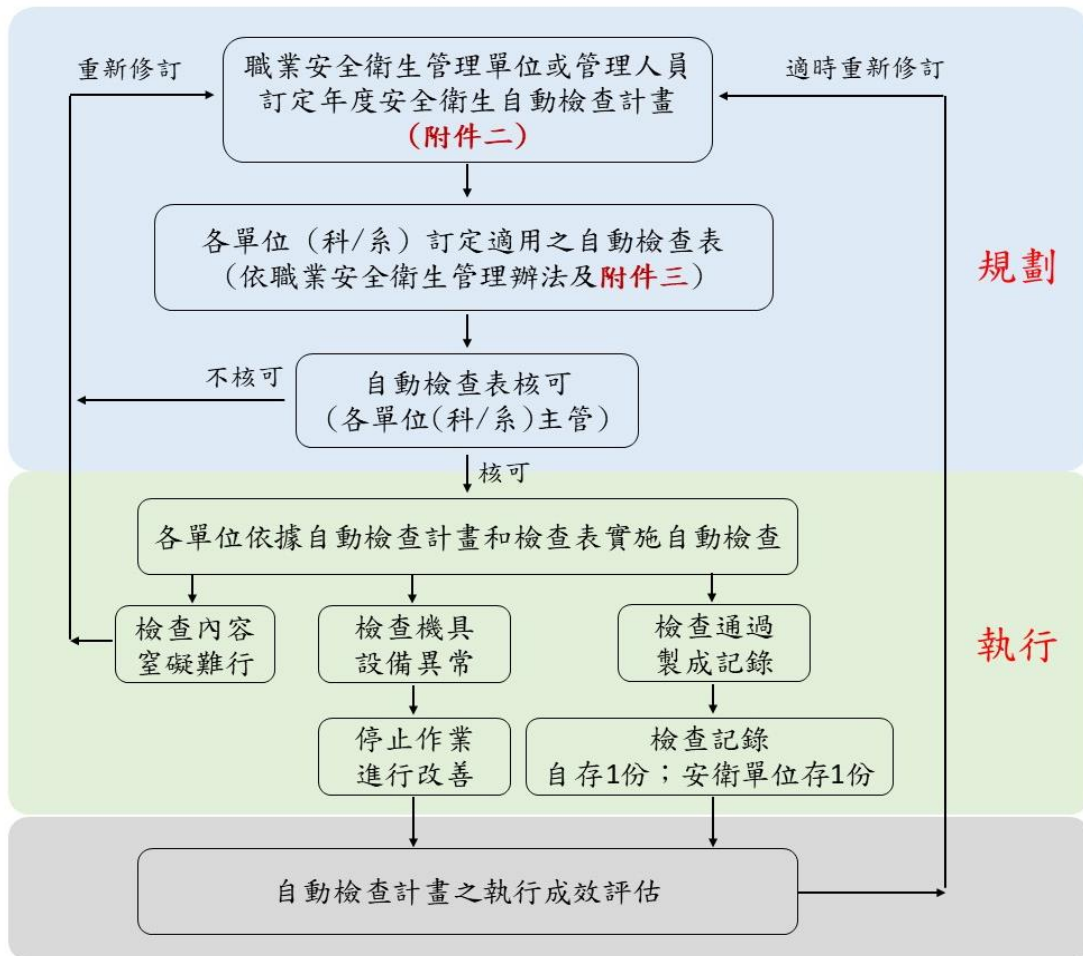 重新修訂
職業安全衛生管理單位或管理人員
訂定年度安全衛生自動檢查計畫
（附件二）
適時重新修訂
各單位（科/系）訂定適用之自動檢查表
（依職業安全衛生管理辦法及附件三）
規劃
不核可
自動檢查表核可
（各單位(科/系)主管）
核可
各單位依據自動檢查計畫和檢查表實施自動檢查
檢查內容
窒礙難行
檢查機具
設備異常
檢查通過
製成記錄
執行
停止作業
進行改善
檢查記錄
自存1份；安衛單位存1份
自動檢查計畫之執行成效評估